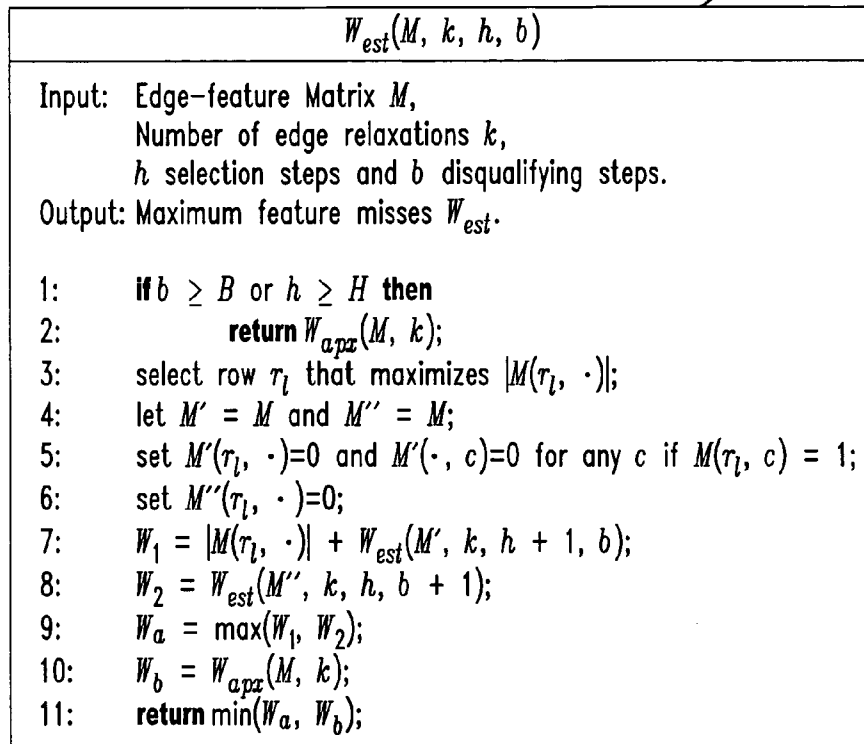 W_est(M, k, h, b)
Input: Edge-feature Matrix M,
Number of edge relaxations k,
h selection steps and b disqualifying steps.
Output: Maximum feature misses W_est.
1: if b ≥ B or h ≥ H then
2: return W_apx(M, k);
3: select row r_l that maximizes |M(r_l, ·)|;
4: let M′ = M and M″ = M;
5: set M′(r_l, ·)=0 and M′(·, c)=0 for any c if M(r_l, c) = 1;
6: set M″(r_l, ·)=0;
7: W_1 = |M(r_l, ·)| + W_est(M′, k, h + 1, b);
8: W_2 = W_est(M″, k, h, b + 1);
9: W_a = max(W_1, W_2);
10: W_b = W_apx(M, k);
11: return min(W_a, W_b);